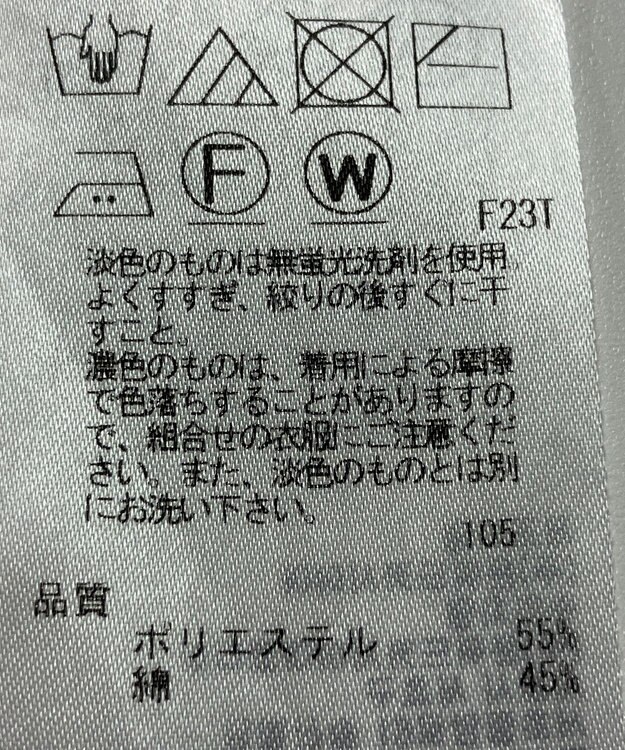 F
W
F23T
淡色のものは無蛍光洗剤を使用
よくすすぎ、絞りの後すぐに干
すこと。
濃色のものは、着用による摩擦
で色落ちすることがありますの
で、組合せの衣服にご注意くだ
さい。また、淡色のものとは別
にお洗い下さい。
105
品質
ポリエステル 55%
綿 45%